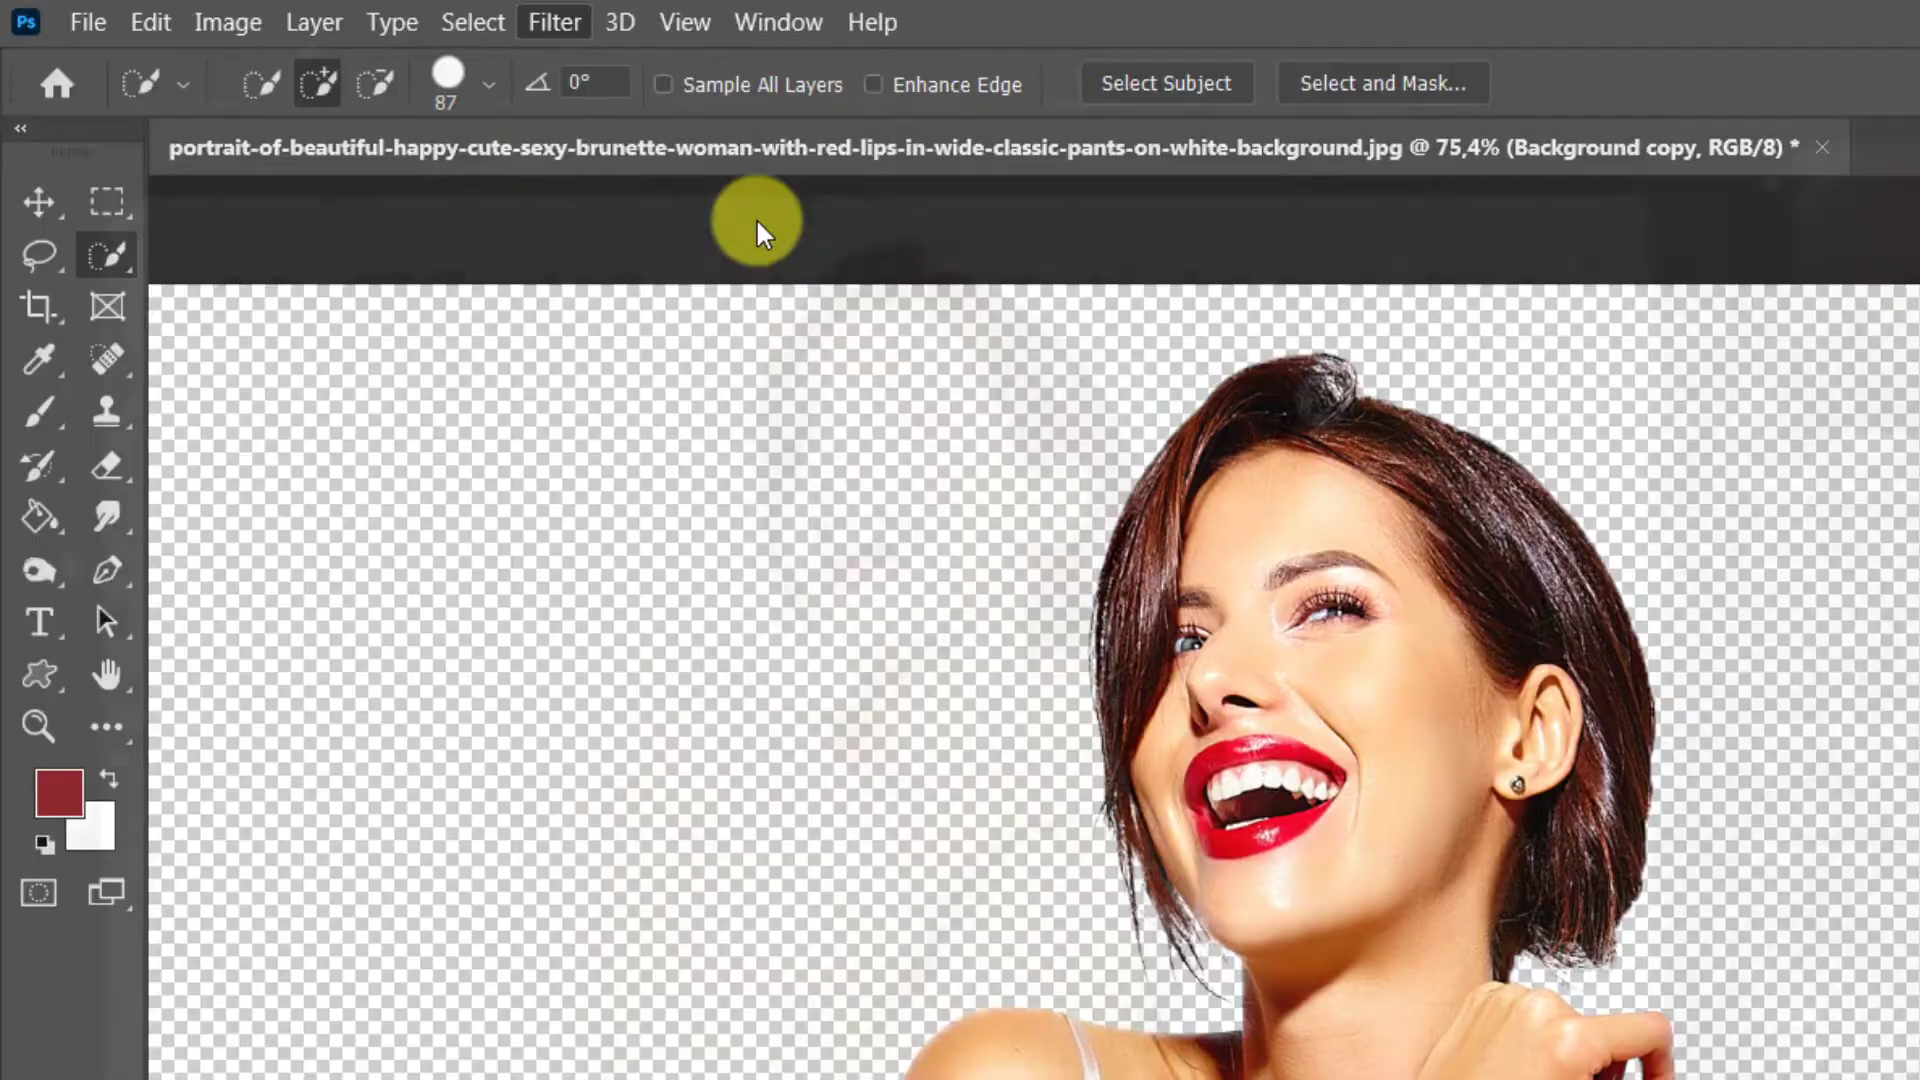 Ps File Edit Image Layer Type Select Filter 3D View Window Help
87 0° Sample All Layers Enhance Edge Select Subject Select and Mask...
portrait-of-beautiful-happy-cute-sexy-brunette-woman-with-red-lips-in-wide-classic-pants-on-white-background.jpg @ 75,4% (Background copy, RGB/8) *